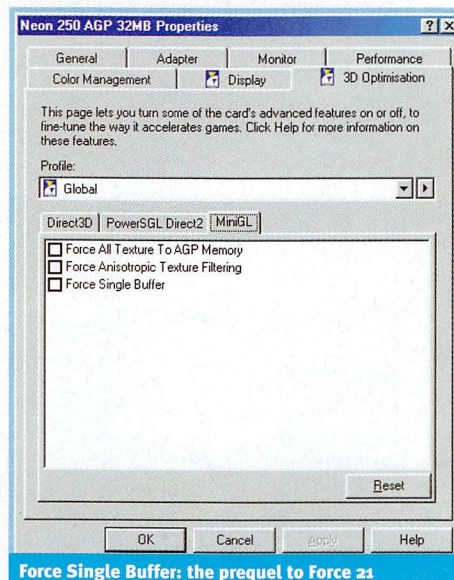 Neon 250 AGP 32MB Properties
General Adapter Monitor Performance
Color Management Display 3D Optimisation
This page lets you turn some of the card's advanced features on or off, to
fine-tune the way it accelerates games. Click Help for more information on
these features.
Profile:
Global
Direct3D PowerSGL Direct2 MiniGL
Force All Texture To AGP Memory
Force Anisotropic Texture Filtering
Force Single Buffer
Reset
OK Cancel Apply Help
Force Single Buffer: the prequel to Force 21